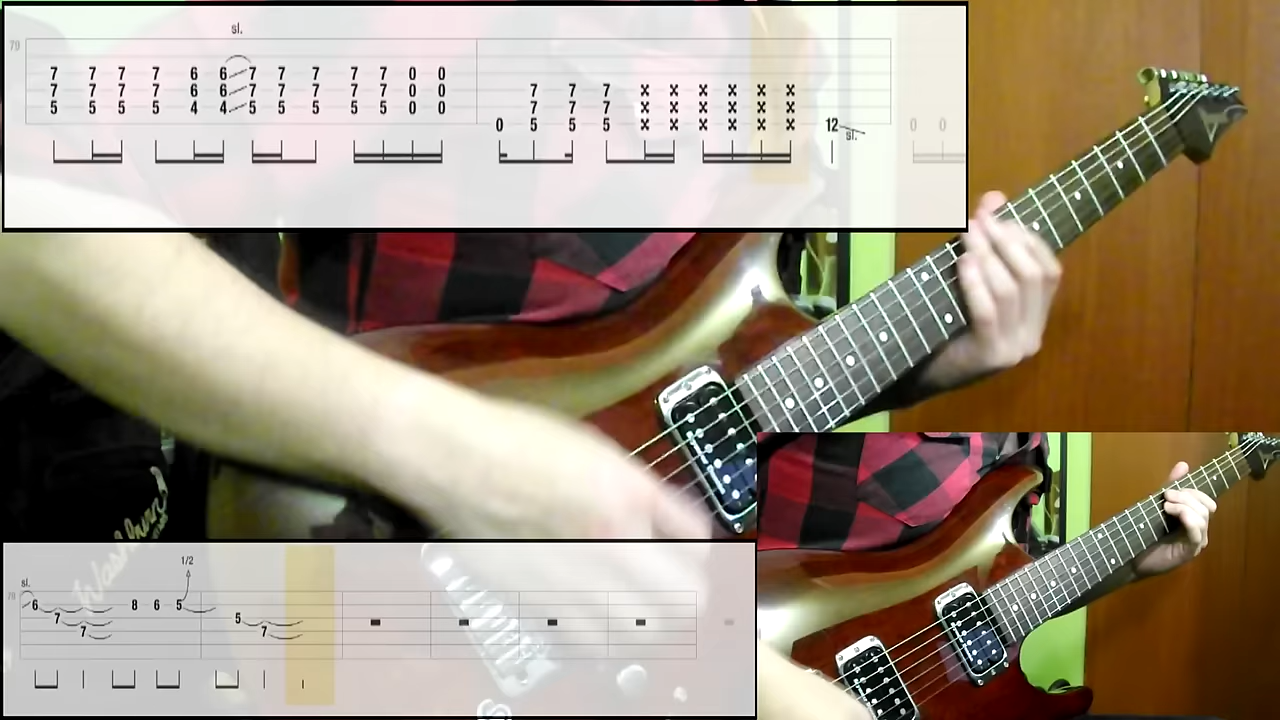 sl.
79
7 7 7 7 6 6 7 7 7 7 7 0 0
7 7 7 7 6 6 7 7 7 7 7 0 0 7 7 7 x x x x x x
5 5 5 5 4 4 5 5 5 5 5 0 0 7 7 7 x x x x x x
0 5 5 5 x x x x x x 12 0 0
sl.
Washburn
1/2
sl.
79
6 8 6 5
7 5
7 7